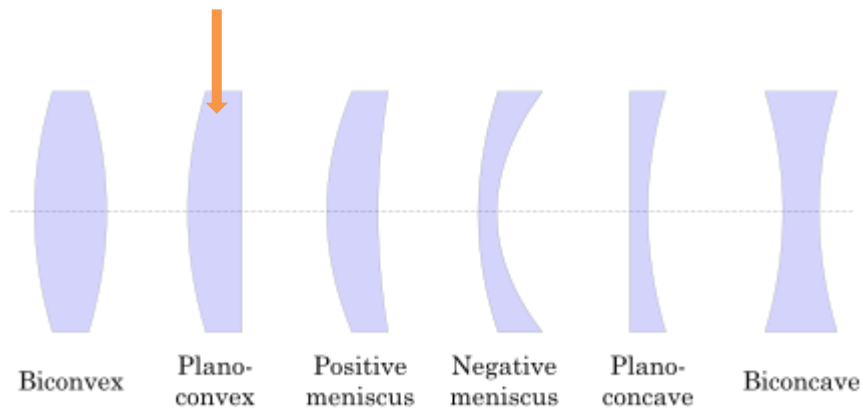 Biconvex
Plano-
convex
Positive
meniscus
Negative
meniscus
Plano-
concave
Biconcave